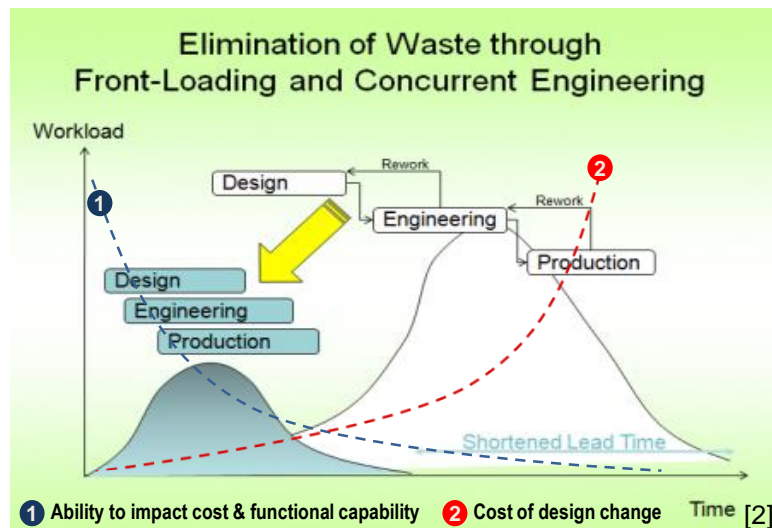 Elimination of Waste through
Front-Loading and Concurrent Engineering
Workload
1
2
Rework
Design
Engineering
Rework
Production
Design
Engineering
Production
Shortened Lead Time
1 Ability to impact cost & functional capability 2 Cost of design change Time [2]